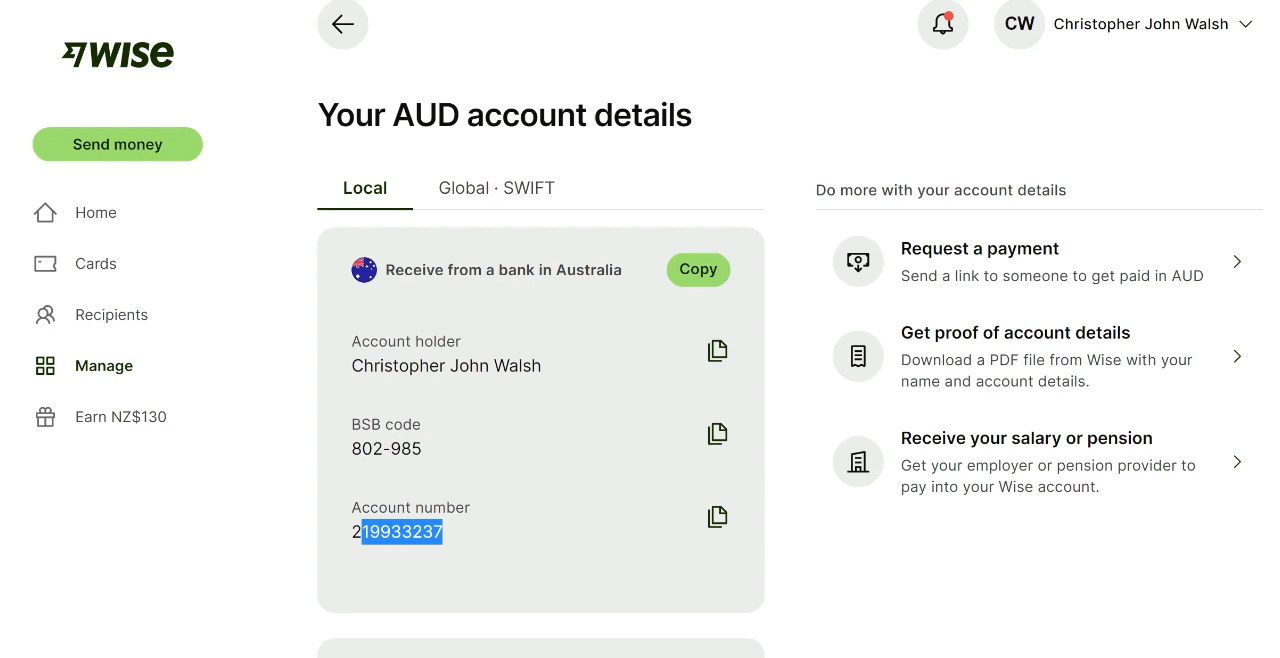 WISE
CW
Christopher John Walsh
Send money
Home
Cards
Recipients
Manage
Earn NZ$130
Your AUD account details
Local
Global · SWIFT
Receive from a bank in Australia
Copy
Account holder
Christopher John Walsh
BSB code
802-985
Account number
219933237
Do more with your account details
Request a payment
Send a link to someone to get paid in AUD
Get proof of account details
Download a PDF file from Wise with your
name and account details.
Receive your salary or pension
Get your employer or pension provider to
pay into your Wise account.